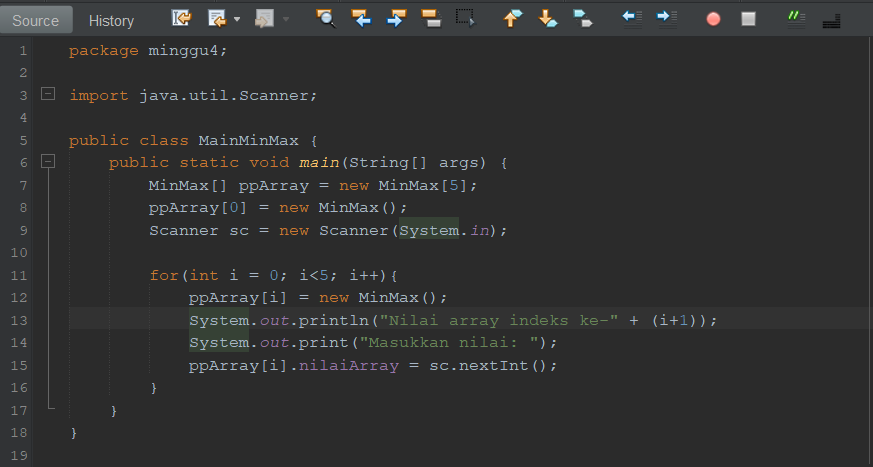 Source History
1 package minggu4;
2
3 import java.util.Scanner;
4
5 public class MainMinMax {
6 public static void main(String[] args) {
7 MinMax[] ppArray = new MinMax[5];
8 ppArray[0] = new MinMax();
9 Scanner sc = new Scanner(System.in);
10
11 for(int i = 0; i<5; i++){
12 ppArray[i] = new MinMax();
13 System.out.println("Nilai array indeks ke-" + (i+1));
14 System.out.print("Masukkan nilai: ");
15 ppArray[i].nilaiArray = sc.nextInt();
16 }
17 }
18 }
19